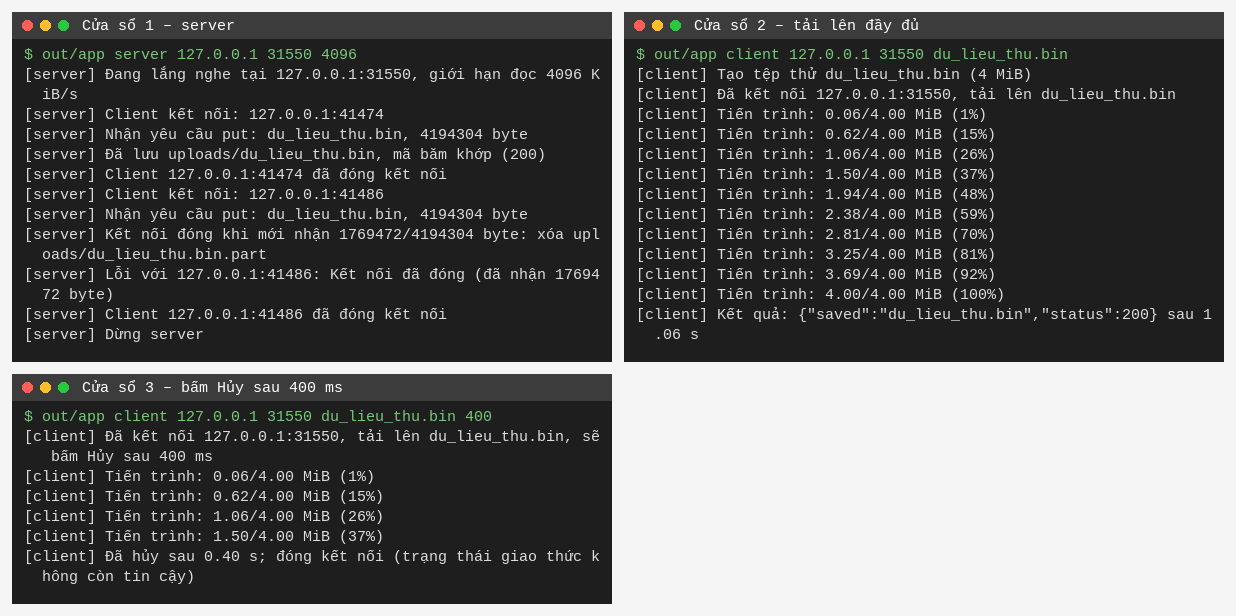 Cửa sổ 1 – server
$ out/app server 127.0.0.1 31550 4096
[server] Đang lắng nghe tại 127.0.0.1:31550, giới hạn đọc 4096 K
iB/s
[server] Client kết nối: 127.0.0.1:41474
[server] Nhận yêu cầu put: du_lieu_thu.bin, 4194304 byte
[server] Đã lưu uploads/du_lieu_thu.bin, mã băm khớp (200)
[server] Client 127.0.0.1:41474 đã đóng kết nối
[server] Client kết nối: 127.0.0.1:41486
[server] Nhận yêu cầu put: du_lieu_thu.bin, 4194304 byte
[server] Kết nối đóng khi mới nhận 1769472/4194304 byte: xóa upl
oads/du_lieu_thu.bin.part
[server] Lỗi với 127.0.0.1:41486: Kết nối đã đóng (đã nhận 17694
72 byte)
[server] Client 127.0.0.1:41486 đã đóng kết nối
[server] Dừng server
Cửa sổ 2 – tải lên đầy đủ
$ out/app client 127.0.0.1 31550 du_lieu_thu.bin
[client] Tạo tệp thử du_lieu_thu.bin (4 MiB)
[client] Đã kết nối 127.0.0.1:31550, tải lên du_lieu_thu.bin
[client] Tiến trình: 0.06/4.00 MiB (1%)
[client] Tiến trình: 0.62/4.00 MiB (15%)
[client] Tiến trình: 1.06/4.00 MiB (26%)
[client] Tiến trình: 1.50/4.00 MiB (37%)
[client] Tiến trình: 1.94/4.00 MiB (48%)
[client] Tiến trình: 2.38/4.00 MiB (59%)
[client] Tiến trình: 2.81/4.00 MiB (70%)
[client] Tiến trình: 3.25/4.00 MiB (81%)
[client] Tiến trình: 3.69/4.00 MiB (92%)
[client] Tiến trình: 4.00/4.00 MiB (100%)
[client] Kết quả: {"saved":"du_lieu_thu.bin","status":200} sau 1
.06 s
Cửa sổ 3 – bấm Hủy sau 400 ms
$ out/app client 127.0.0.1 31550 du_lieu_thu.bin 400
[client] Đã kết nối 127.0.0.1:31550, tải lên du_lieu_thu.bin, sẽ
bấm Hủy sau 400 ms
[client] Tiến trình: 0.06/4.00 MiB (1%)
[client] Tiến trình: 0.62/4.00 MiB (15%)
[client] Tiến trình: 1.06/4.00 MiB (26%)
[client] Tiến trình: 1.50/4.00 MiB (37%)
[client] Đã hủy sau 0.40 s; đóng kết nối (trạng thái giao thức k
hông còn tin cậy)